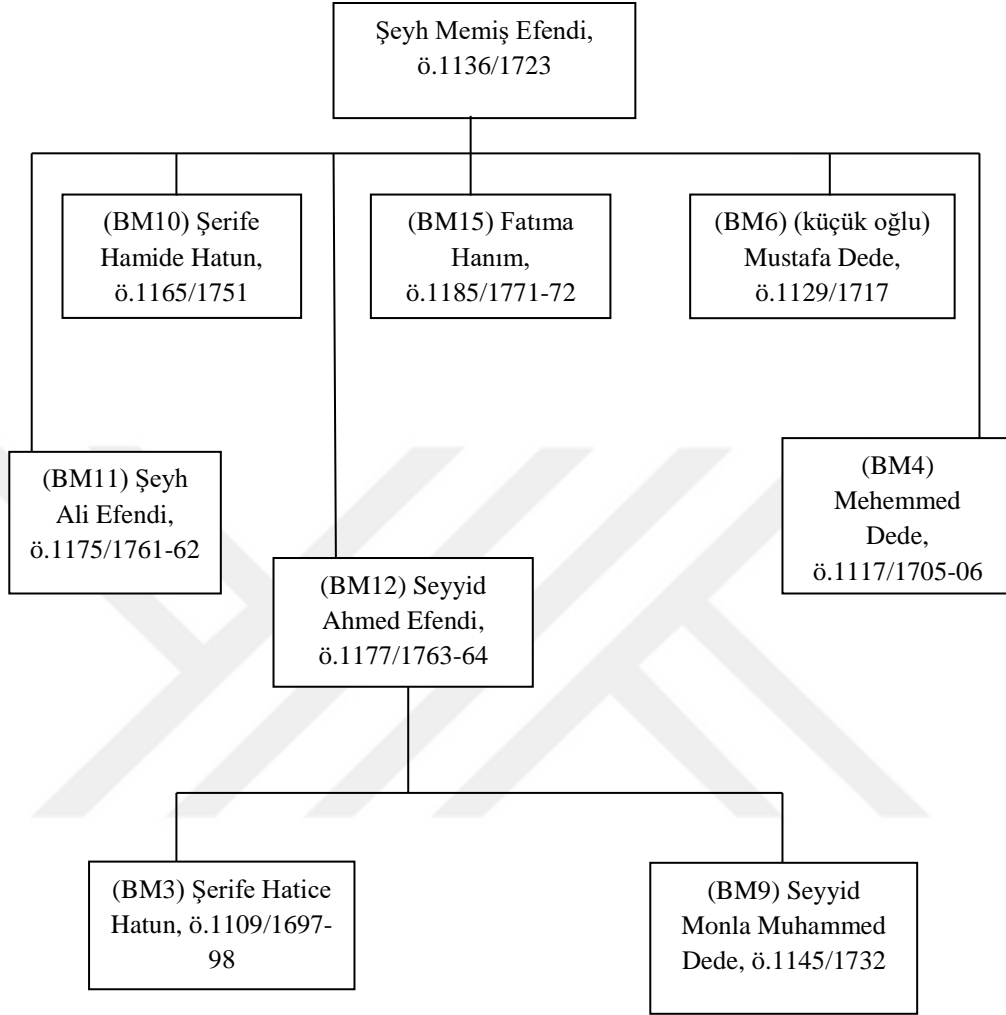 Şeyh Memiş Efendi,
ö.1136/1723
(BM10) Şerife
Hamide Hatun,
ö.1165/1751
(BM15) Fatıma
Hanım,
ö.1185/1771-72
(BM6) (küçük oğlu)
Mustafa Dede,
ö.1129/1717
(BM11) Şeyh
Ali Efendi,
ö.1175/1761-62
(BM4)
Mehemmed
Dede,
ö.1117/1705-06
(BM12) Seyyid
Ahmed Efendi,
ö.1177/1763-64
(BM3) Şerife Hatice
Hatun, ö.1109/1697-
98
(BM9) Seyyid
Monla Muhammed
Dede, ö.1145/1732